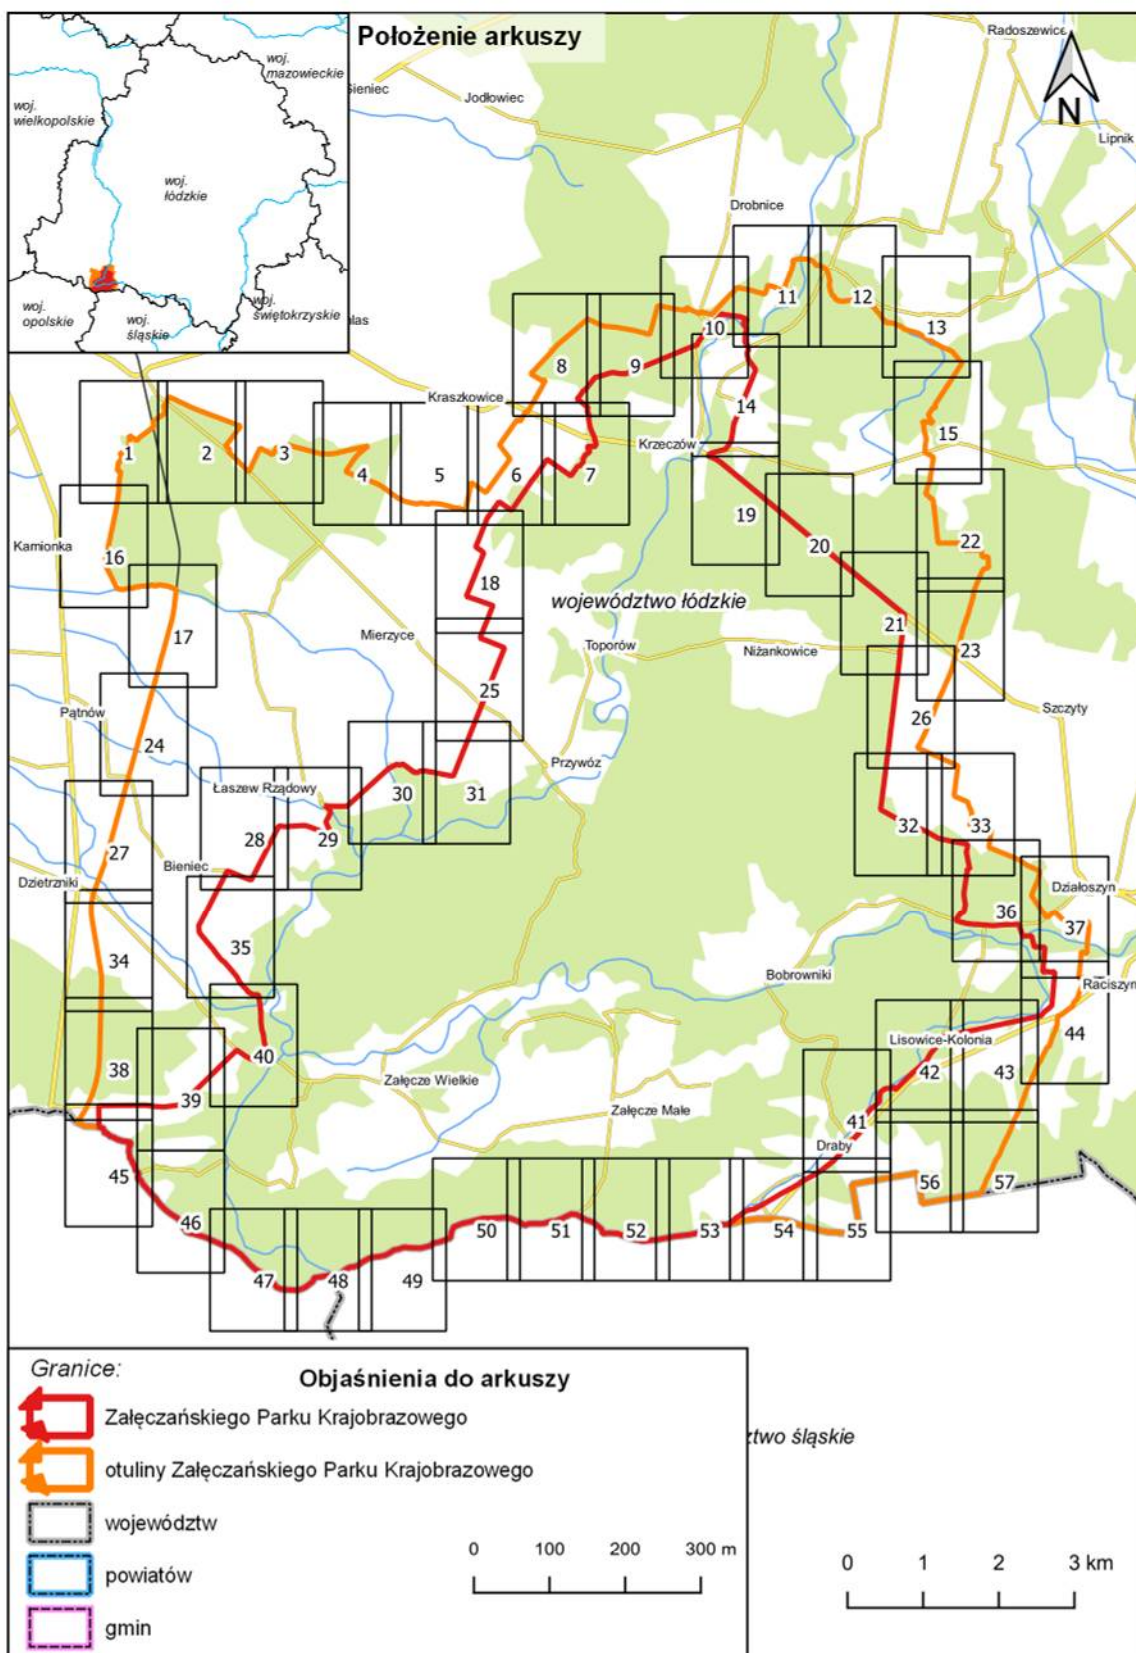 Położenie arkuszy
woj.
mazowieckie
woj.
wielkopolskie
woj.
łódzkie
woj.
opolskie
woj.
śląskie
woj.
świętokrzyskie
Radoszewice
Jodłowiec
N
Lipnik
Drobnice
11
12
10
13
8
9
Kraszkowice
14
15
Krzeczów
1
2
3
4
5
6
7
19
20
22
Kamionka
16
18
województwo łódzkie
17
Mierzyce
Toporów
Niżankowice
21
23
Pątnów
24
25
26
Szczyty
Przywóz
Łaszew Rządowy
30
31
28
29
32
33
27
Bieniec
Dzietrzniki
Działoszyn
36
37
34
35
Bobrowniki
Raciszyn
44
Lisowice-Kolonia
40
38
39
Załęcze Wielkie
42
43
Załęcze Małe
41
Draby
45
46
50
51
52
53
54
55
56
57
47
48
49
Granice:
Objaśnienia do arkuszy
Załęczańskiego Parku Krajobrazowego
otuliny Załęczańskiego Parku Krajobrazowego
województw
powiatów
gmin
0 100 200 300 m
śląskie
0 1 2 3 km